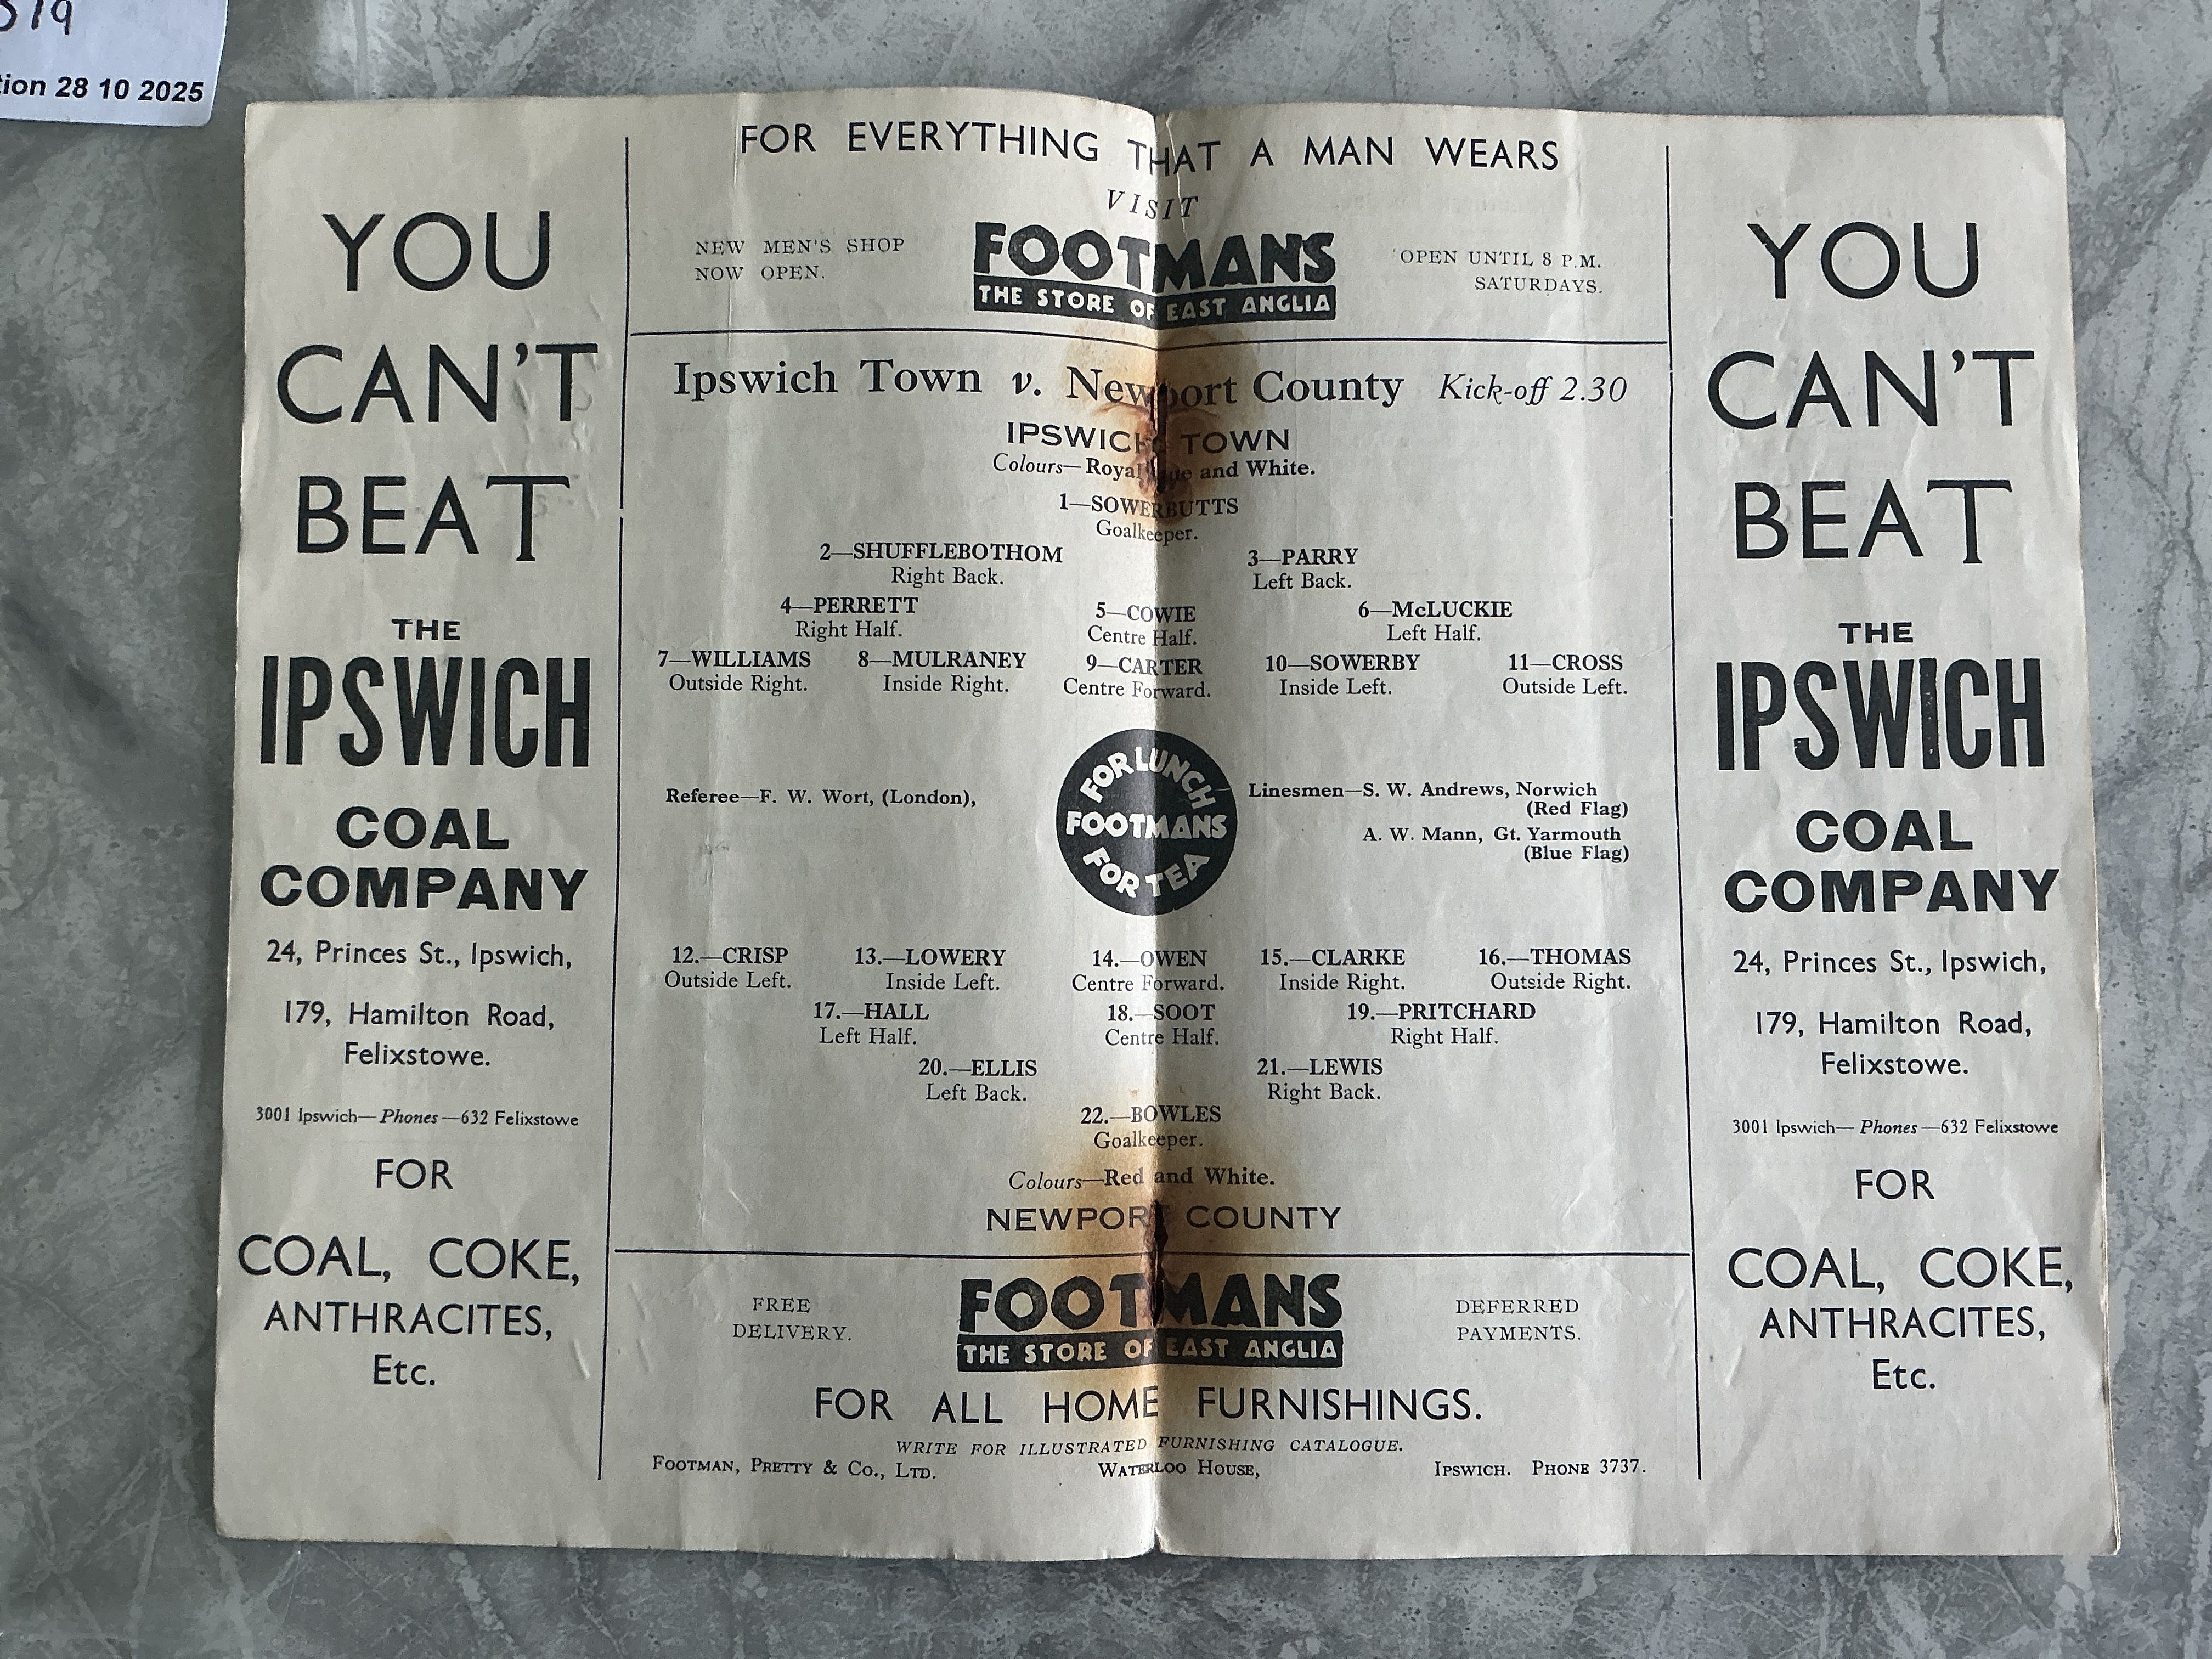 tion 28 10 2025
YOU
CAN'T
BEAT
THE
IPSWICH
COAL
COMPANY
24, Princes St., Ipswich,
179, Hamilton Road,
Felixstowe.
3001 Ipswich—Phones—632 Felixstowe
FOR
COAL, COKE,
ANTHRACITES,
Etc.
FOR EVERYTHING THAT A MAN WEARS
VISIT
NEW MEN'S SHOP
NOW OPEN.
FOOTMANS
THE STORE OF EAST ANGLIA
OPEN UNTIL 8 P.M.
SATURDAYS.
Ipswich Town v. Newport County Kick-off 2.30
IPSWICH TOWN
Colours—Royal Blue and White.
1—SOWERBUTTS
Goalkeeper.
2—SHUFFLEBOTHOM 3—PARRY
Right Back. Left Back.
4—PERRETT 5—COWIE 6—McLUCKIE
Right Half. Centre Half. Left Half.
7—WILLIAMS 8—MULRANEY 9—CARTER 10—SOWERBY 11—CROSS
Outside Right. Inside Right. Centre Forward. Inside Left. Outside Left.
Referee—F. W. Wort, (London),
FOR LUNCH
FOOTMANS
FOR TEA
Linesmen—S. W. Andrews, Norwich
(Red Flag)
A. W. Mann, Gt. Yarmouth
(Blue Flag)
12.—CRISP 13.—LOWERY 14.—OWEN 15.—CLARKE 16.—THOMAS
Outside Left. Inside Left. Centre Forward. Inside Right. Outside Right.
17.—HALL 18.—SOOT 19.—PRITCHARD
Left Half. Centre Half. Right Half.
20.—ELLIS 21.—LEWIS
Left Back. Right Back.
22.—BOWLES
Goalkeeper.
Colours—Red and White.
NEWPORT COUNTY
FREE
DELIVERY.
FOOTMANS
THE STORE OF EAST ANGLIA
DEFERRED
PAYMENTS.
FOR ALL HOME FURNISHINGS.
WRITE FOR ILLUSTRATED FURNISHING CATALOGUE.
FOOTMAN, PRETTY & CO., LTD. WATERLOO HOUSE, IPSWICH. PHONE 3737.
YOU
CAN'T
BEAT
THE
IPSWICH
COAL
COMPANY
24, Princes St., Ipswich,
179, Hamilton Road,
Felixstowe.
3001 Ipswich—Phones—632 Felixstowe
FOR
COAL, COKE,
ANTHRACITES,
Etc.